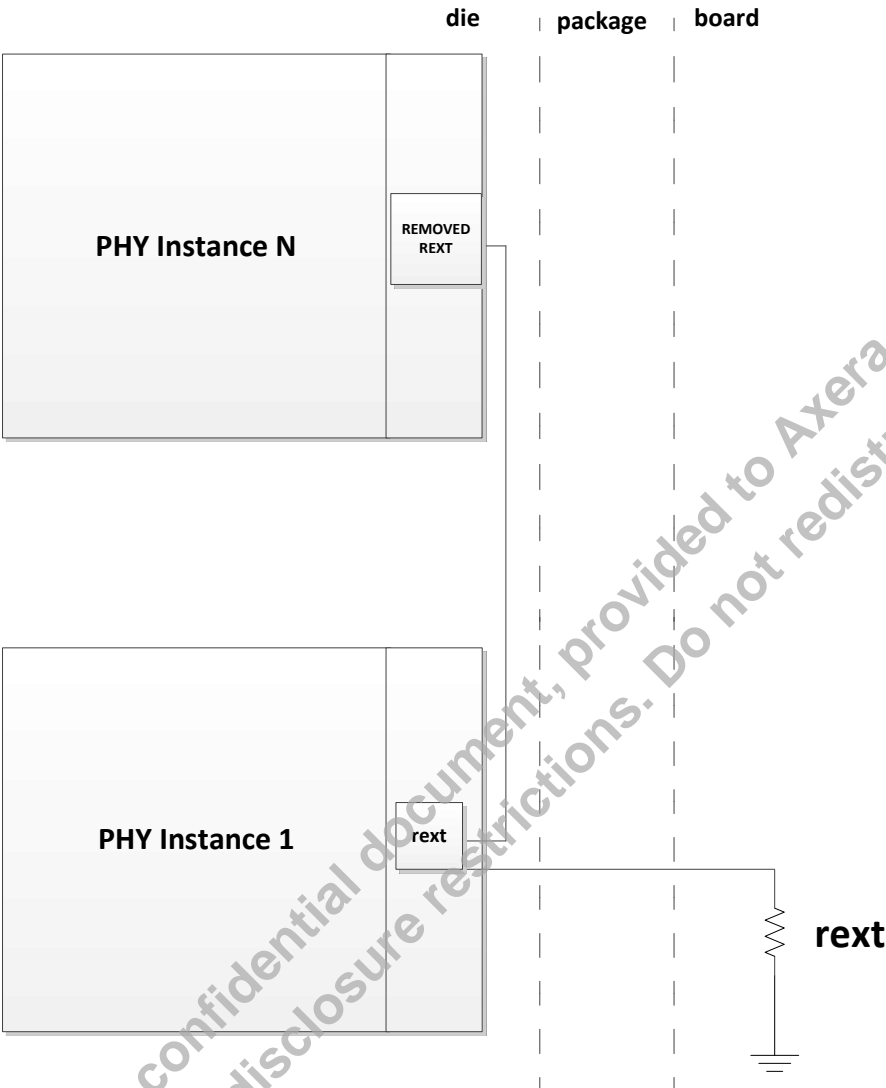 die
package
board
PHY Instance N
REMOVED
REXT
PHY Instance 1
rext
rext
confidential document, provided to Axera
disclosure restrictions. Do not